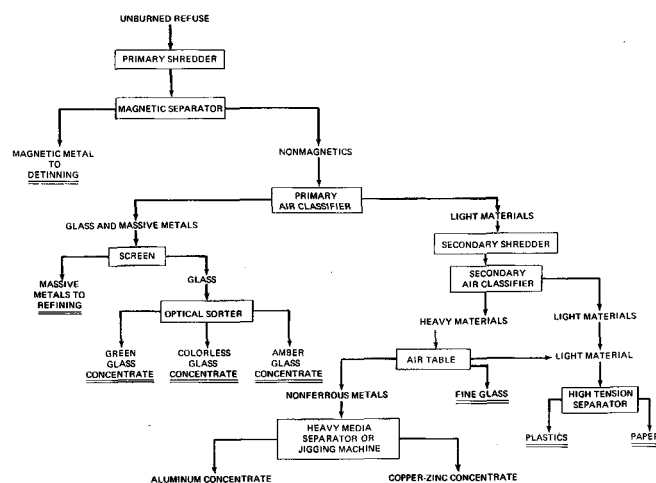 UNBURNED REFUSE
PRIMARY SHREDDER
MAGNETIC SEPARATOR
MAGNETIC METAL
TO
DETINNING
NONMAGNETICS
PRIMARY
AIR CLASSIFIER
GLASS AND MASSIVE METALS
LIGHT MATERIALS
SECONDARY SHREDDER
SCREEN
SECONDARY
AIR CLASSIFIER
MASSIVE
METALS TO
REFINING
GLASS
OPTICAL SORTER
HEAVY MATERIALS
LIGHT MATERIALS
GREEN
GLASS
CONCENTRATE
COLORLESS
GLASS
CONCENTRATE
AMBER
GLASS
CONCENTRATE
AIR TABLE
LIGHT MATERIAL
NONFERROUS METALS
FINE GLASS
HIGH TENSION
SEPARATOR
HEAVY MEDIA
SEPARATOR OR
JIGGING MACHINE
PLASTICS
PAPER
ALUMINUM CONCENTRATE
COPPER-ZINC CONCENTRATE